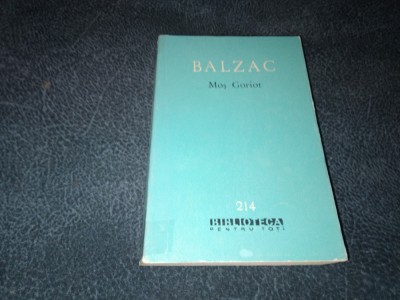 BALZAC
Moș Goriot
214
BIBLIOTECA
PENTRU TOȚI